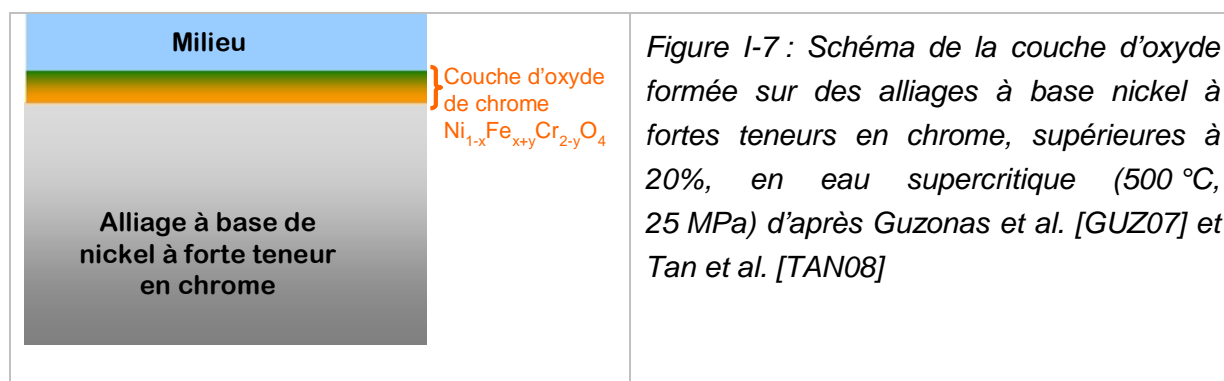 Milieu
Couche d'oxyde
de chrome
Ni1-xFex+yCr2-yO4
Alliage à base de
nickel à forte teneur
en chrome
Figure I-7 : Schéma de la couche d'oxyde
formée sur des alliages à base nickel à
fortes teneurs en chrome, supérieures à
20%, en eau supercritique (500 °C,
25 MPa) d'après Guzonas et al. [GUZ07] et
Tan et al. [TAN08]